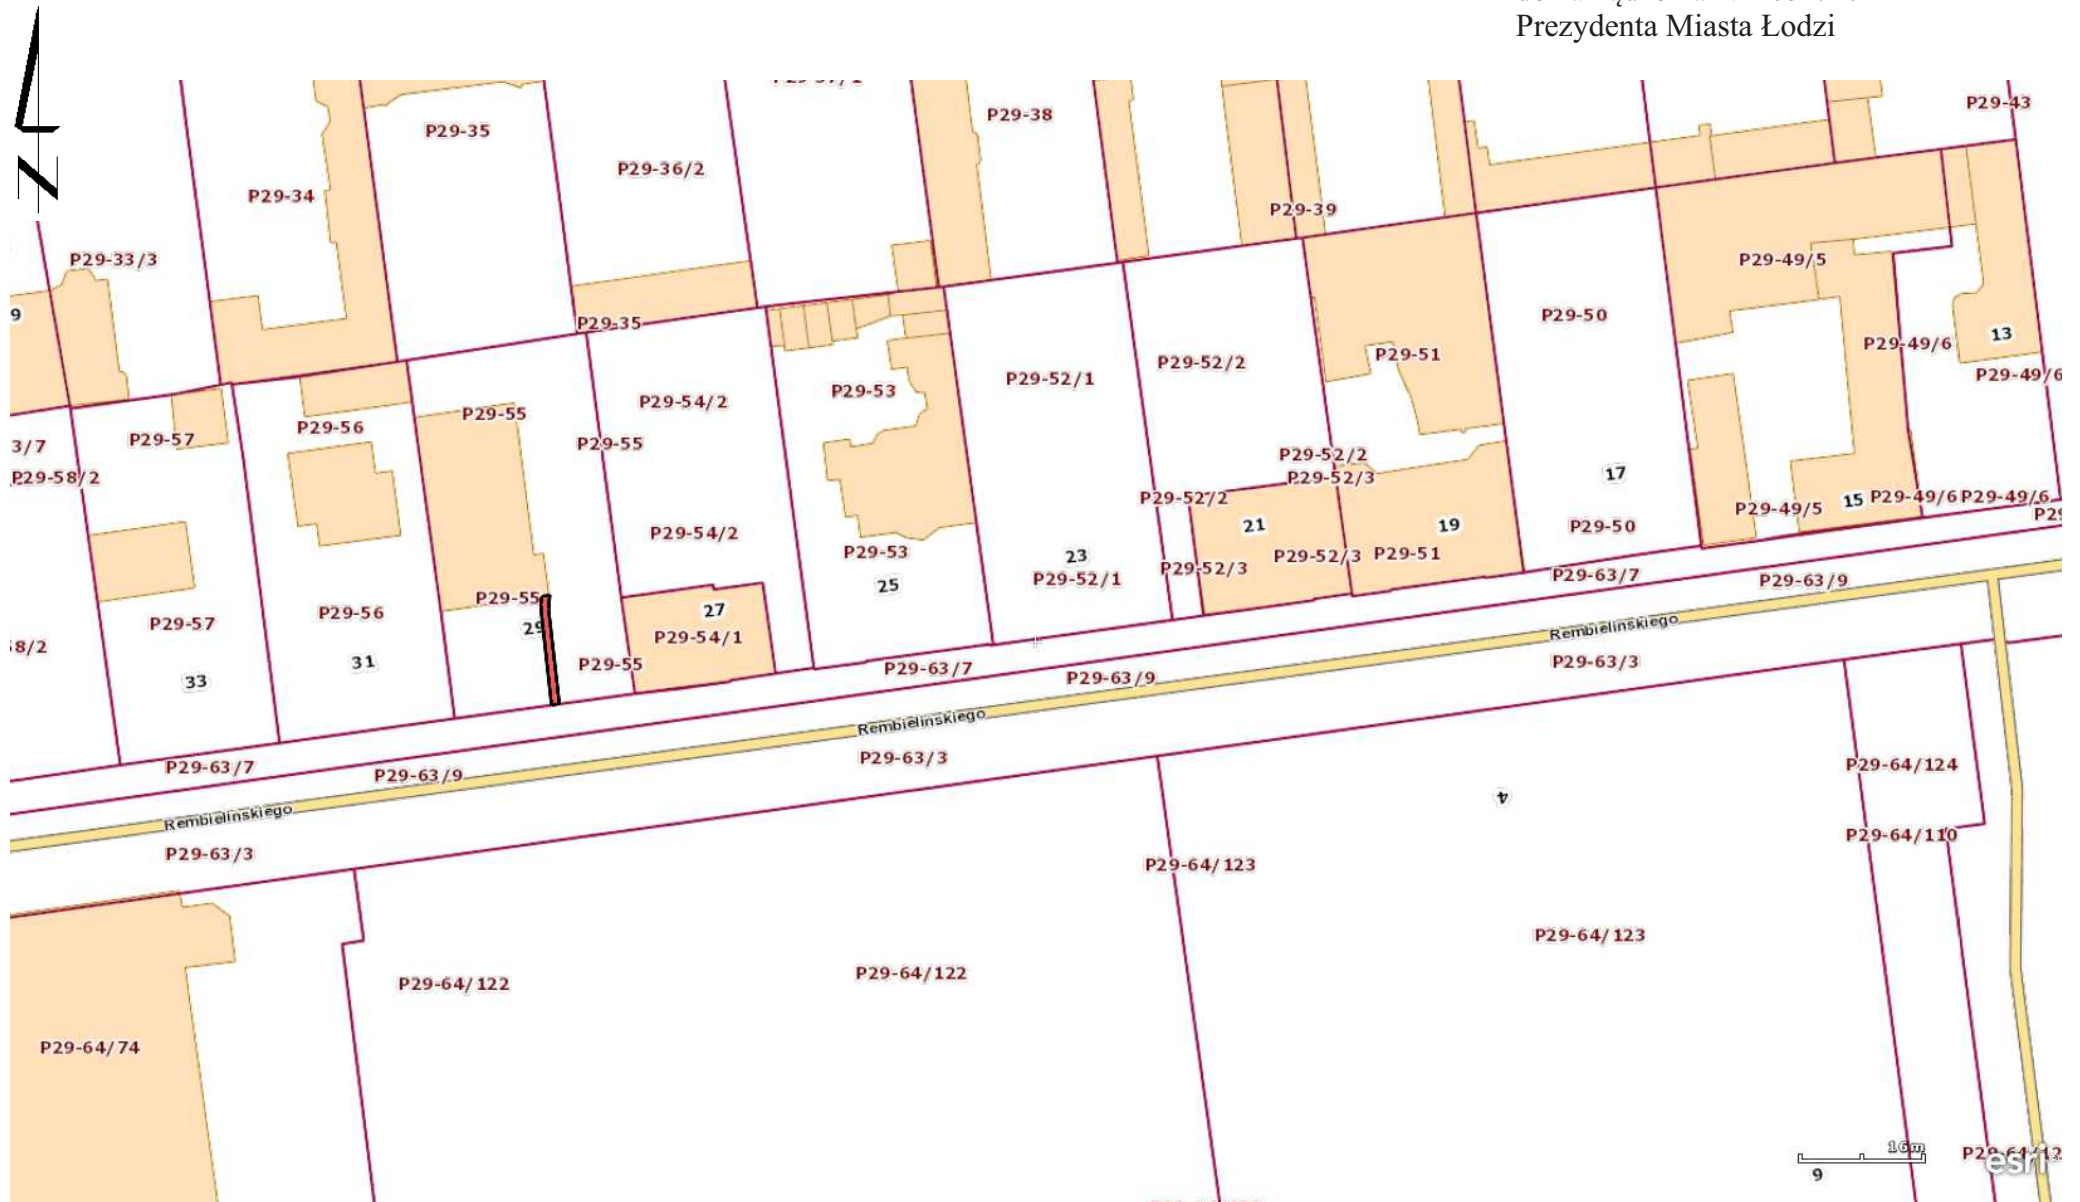 Prezydenta Miasta Łodzi
N
P29-43
P29-38
P29-35
P29-36/2
P29-34
P29-39
P29-33/3
P29-49/5
9
P29-50
P29-35
13
P29-49/6
P29-51
P29-52/2
P29-49/6
P29-52/1
P29-53
P29-54/2
P29-55
P29-56
P29-57
P29-55
3/7
P29-52/2
17
P29-58/2
P29-52/3
P29-52/2
15
P29-49/6
P29-49/6
P29-49/5
21
19
P29-50
P29-54/2
P29-53
23
P29-52/3
P29-51
P29-52/3
P29-63/7
P29-52/1
P29-63/9
25
P29-55
27
P29-57
P29-56
29
P29-54/1
Rembielinskiego
8/2
31
P29-55
P29-63/7
P29-63/3
33
P29-63/9
Rembielinskiego
P29-63/7
P29-63/9
P29-63/3
P29-64/124
4
Rembielinskiego
P29-64/110
P29-63/3
P29-64/123
P29-64/123
P29-64/122
P29-64/122
P29-64/74
16m
esri
9